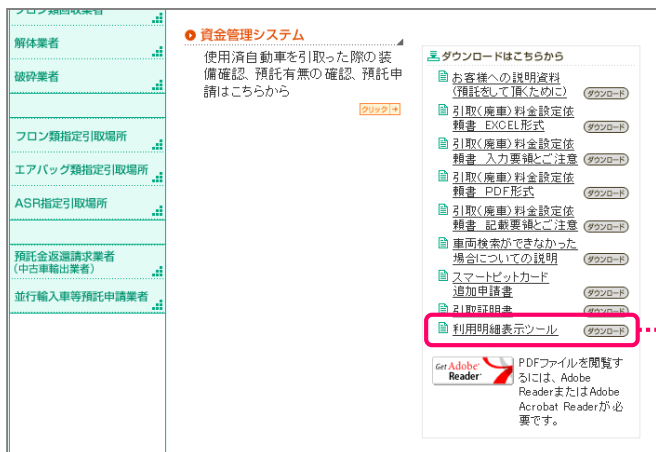 フロン類回収業者
解体業者
破砕業者
フロン類指定引取場所
エアバッグ類指定引取場所
ASR指定引取場所
預託金返還請求業者
(中古車輸出業者)
並行輸入車等預託申請業者
資金管理システム
使用済自動車を引取った際の装
備確認、預託有無の確認、預託申
請はこちらから
クリック
ダウンロードはこちらから
お客様への説明資料
(預託をして頂くために) ダウンロード
引取(廃車)料金設定依
頼書 EXCEL形式 ダウンロード
引取(廃車)料金設定依
頼書 入力要領とご注意 ダウンロード
引取(廃車)料金設定依
頼書 PDF形式 ダウンロード
引取(廃車)料金設定依
頼書 記載要領とご注意 ダウンロード
車両検索ができなかった
場合についての説明 ダウンロード
スマートピットカード
追加申請書 ダウンロード
引取証明書 ダウンロード
利用明細表示ツール ダウンロード
Get Adobe
Reader
PDFファイルを閲覧す
るには、Adobe
ReaderまたはAdobe
Acrobat Readerが必
要です。